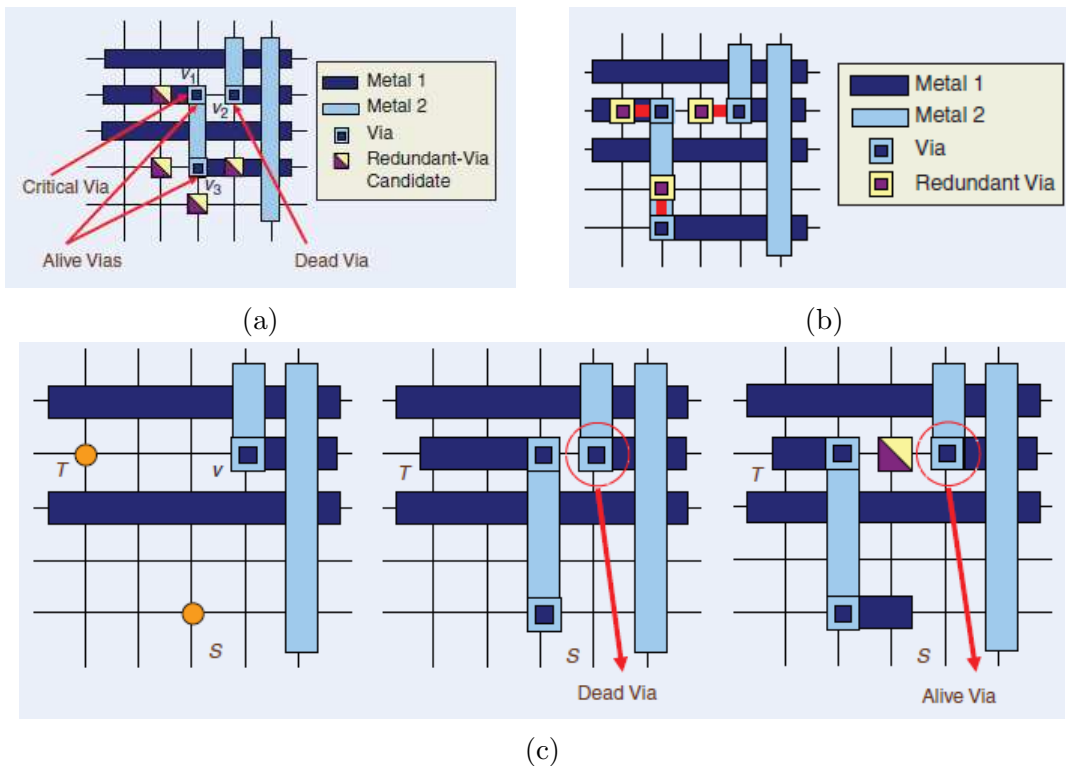 v1
v2
v3
Critical Via
Alive Vias
Dead Via
Metal 1
Metal 2
Via
Redundant-Via
Candidate
(a)
Metal 1
Metal 2
Via
Redundant Via
(b)
T
v
S
T
S
Dead Via
T
S
Alive Via
(c)